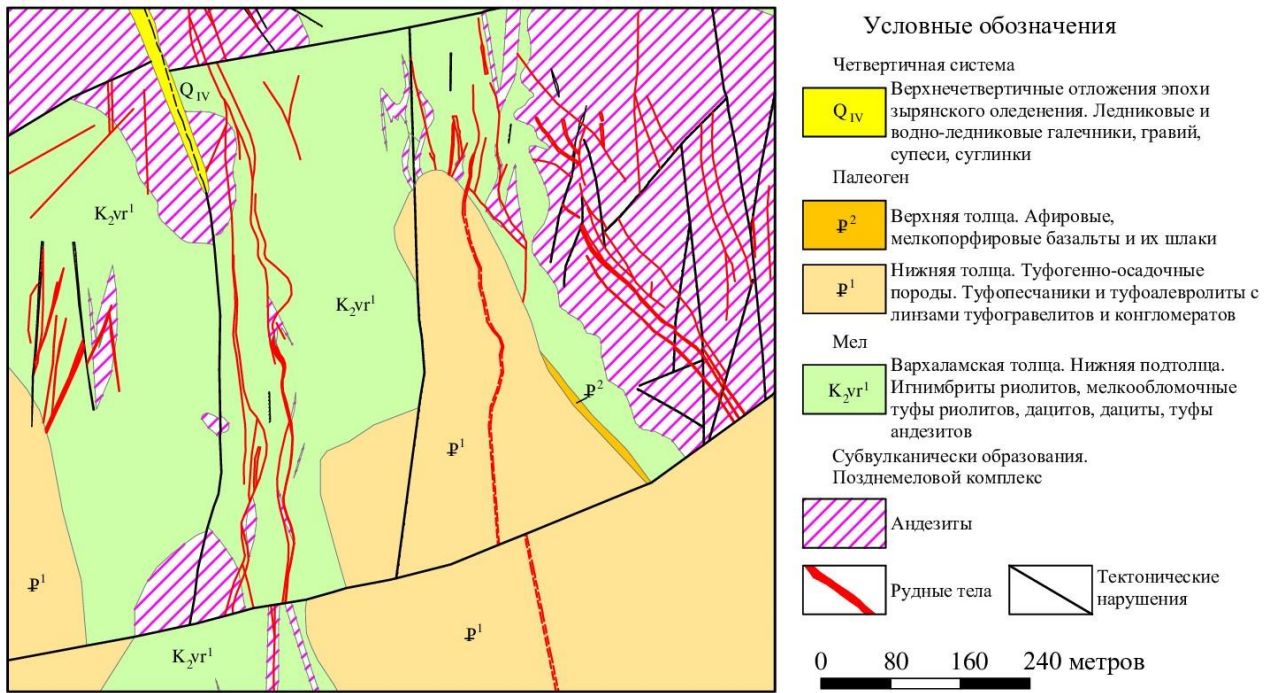 Q IV
K₂vr¹
K₂vr¹
₽²
₽¹
₽¹
₽¹
K₂vr¹
Условные обозначения
Четвертичная система
Q IV
Верхнечетвертичные отложения эпохи
зырянского оледенения. Ледниковые и
водно-ледниковые галечники, гравий,
супеси, суглинки
Палеоген
₽²
Верхняя толща. Афировые,
мелкопорфировые базальты и их шлаки
₽¹
Нижняя толща. Туфогенно-осадочные
породы. Туфопесчаники и туфоалевролиты с
линзами туфогравелитов и конгломератов
Мел
K₂vr¹
Вархаламская толща. Нижняя подтолща.
Игнимбриты риолитов, мелкообломочные
туфы риолитов, дацитов, дациты, туфы
андезитов
Субвулканически образования.
Позднемеловой комплекс
Андезиты
Рудные тела
Тектонические
нарушения
0 80 160 240 метров